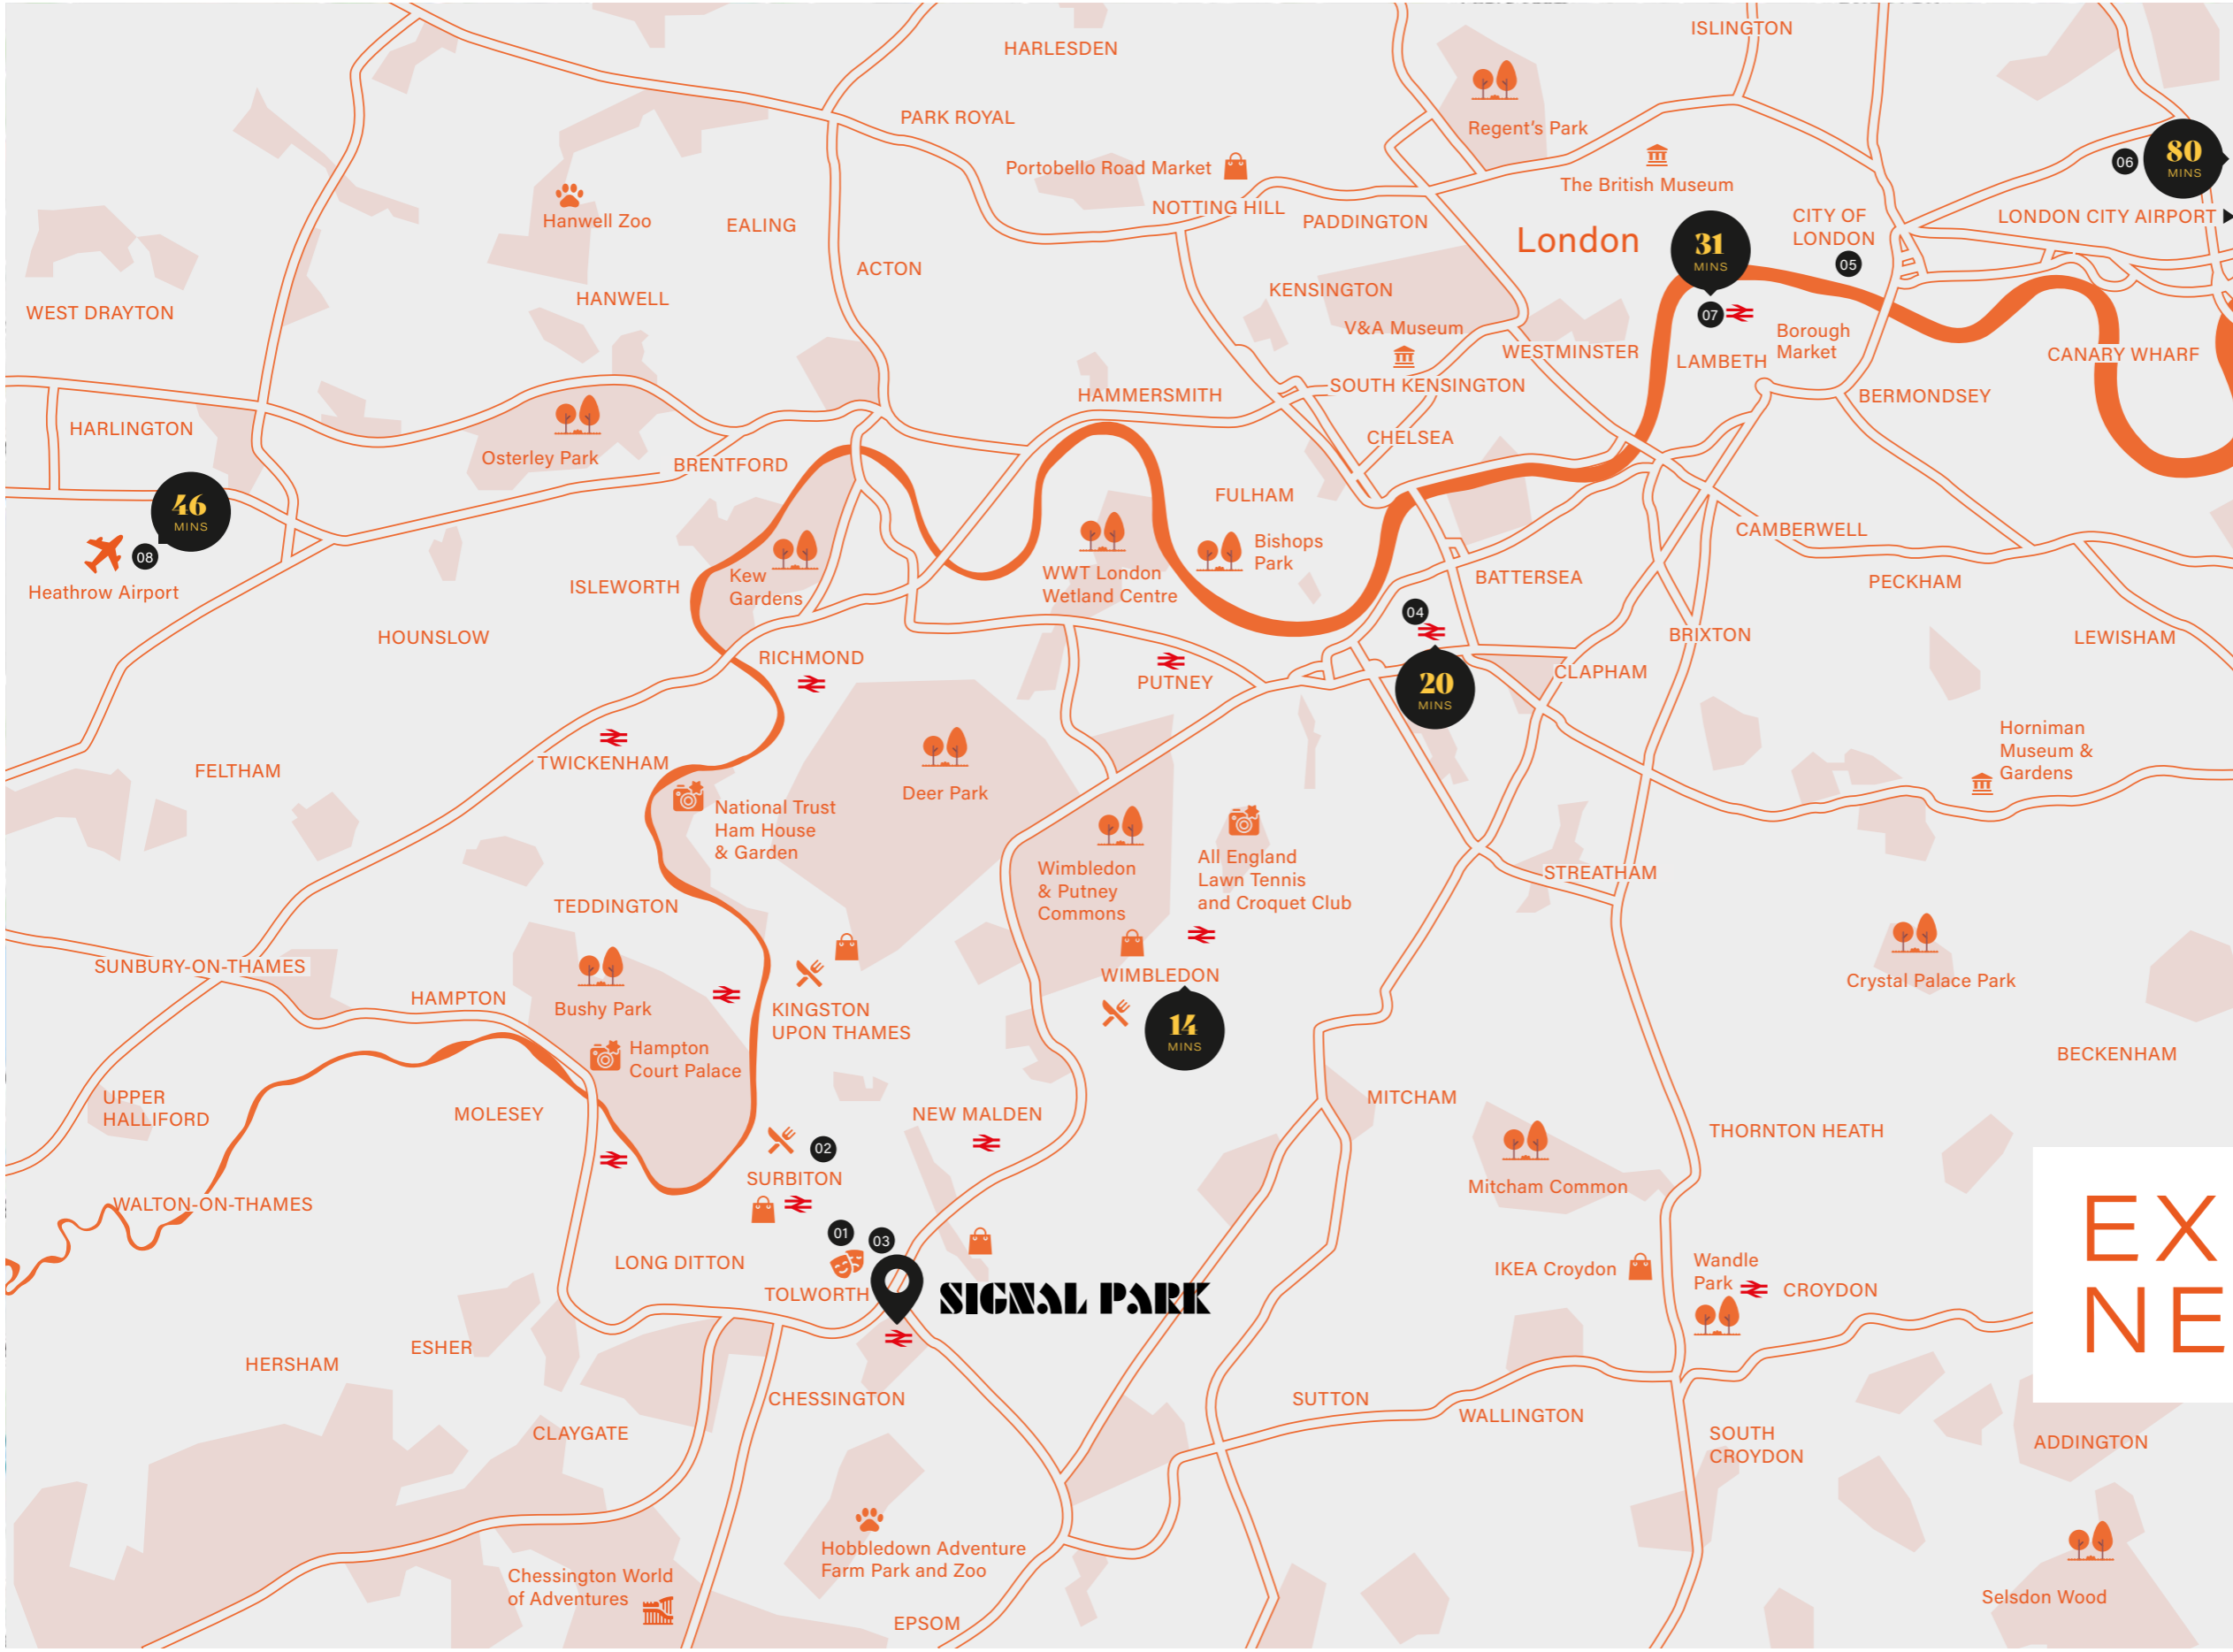 HARLESDEN
ISLINGTON
PARK ROYAL
Regent's Park
Portobello Road Market
The British Museum
06
80
MINS
Hanwell Zoo
EALING
NOTTING HILL
PADDINGTON
London
31
MINS
CITY OF
LONDON
05
LONDON CITY AIRPORT
ACTON
HANWELL
WEST DRAYTON
KENSINGTON
V&A Museum
07
WESTMINSTER
LAMBETH
Borough
Market
CANARY WHARF
SOUTH KENSINGTON
HAMMERSMITH
BERMONDSEY
HARLINGTON
Osterley Park
BRENTFORD
CHELSEA
46
MINS
08
Heathrow Airport
FULHAM
Bishops
Park
CAMBERWELL
ISLEWORTH
Kew
Gardens
WWT London
Wetland Centre
BATTERSEA
PECKHAM
04
HOUNSLOW
RICHMOND
PUTNEY
20
MINS
CLAPHAM
BRIXTON
LEWISHAM
FELTHAM
TWICKENHAM
Horniman
Museum &
Gardens
National Trust
Ham House
& Garden
Deer Park
Wimbledon
& Putney
Commons
All England
Lawn Tennis
and Croquet Club
STREATHAM
TEDDINGTON
SUNBURY-ON-THAMES
HAMPTON
Bushy Park
KINGSTON
UPON THAMES
WIMBLEDON
14
MINS
Crystal Palace Park
Hampton
Court Palace
BECKENHAM
UPPER
HALLIFORD
MOLESEY
NEW MALDEN
MITCHAM
THORNTON HEATH
02
SURBITON
Mitcham Common
WALTON-ON-THAMES
01
03
LONG DITTON
TOLWORTH
SIGNAL PARK
IKEA Croydon
Wandle
Park
CROYDON
EX
NE
ESHER
HERSHAM
CHESSINGTON
SUTTON
WALLINGTON
CLAYGATE
SOUTH
CROYDON
ADDINGTON
Hobbledown Adventure
Farm Park and Zoo
Chessington World
of Adventures
EPSOM
Selsdon Wood